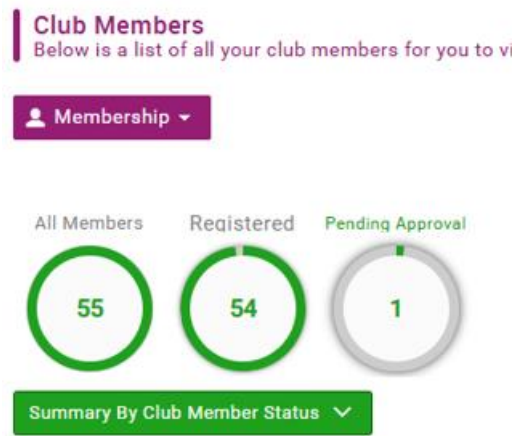 Club Members
Below is a list of all your club members for you to vi
Membership
All Members
Registered
Pending Approval
55
54
1
Summary By Club Member Status